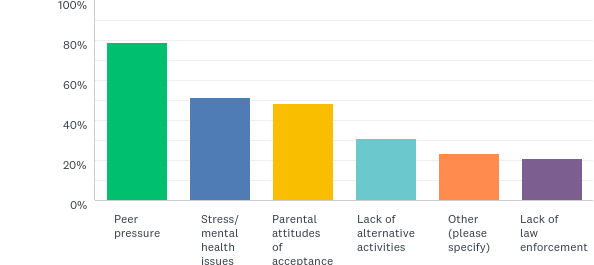 100%
80%
60%
40%
20%
0%
Peer
pressure
Stress/
mental
health
issues
Parental
attitudes
of
acceptance
Lack of
alternative
activities
Other
(please
specify)
Lack of
law
enforcement